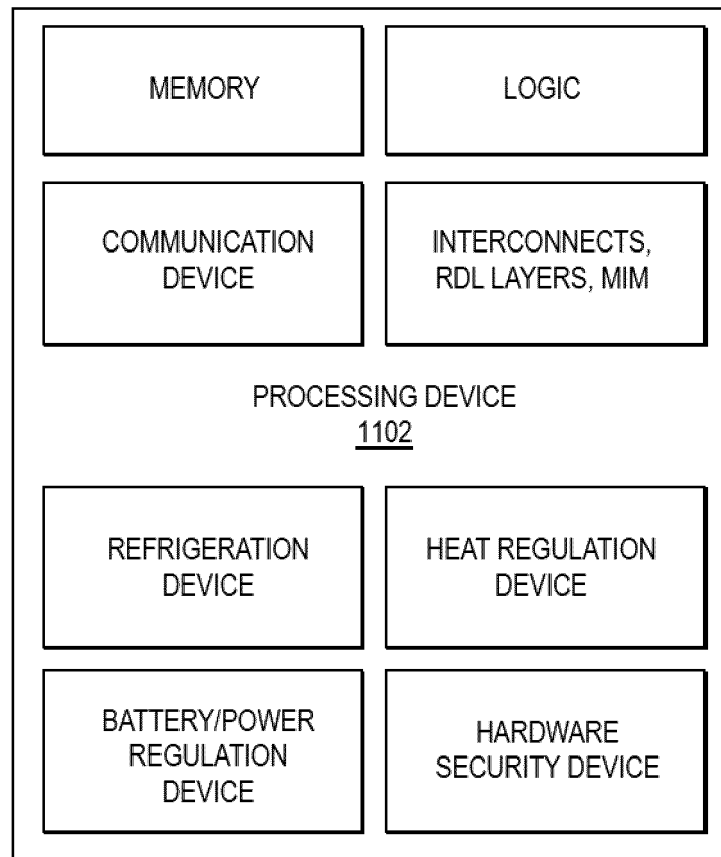 MEMORY
LOGIC
COMMUNICATION
DEVICE
INTERCONNECTS,
RDL LAYERS, MIM
PROCESSING DEVICE
1102
REFRIGERATION
DEVICE
HEAT REGULATION
DEVICE
BATTERY/POWER
REGULATION
DEVICE
HARDWARE
SECURITY DEVICE